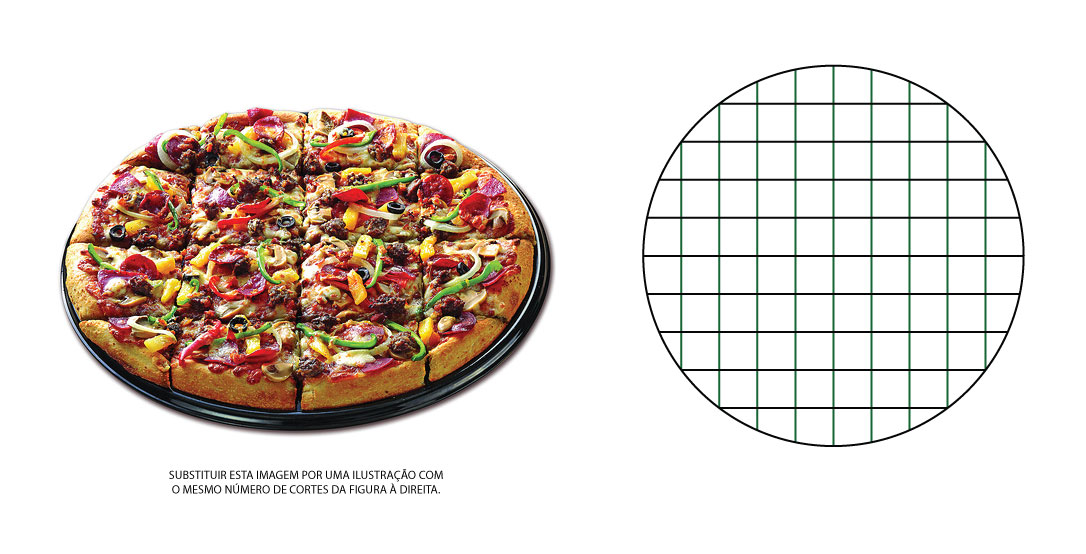 SUBSTITUIR ESTA IMAGEM POR UMA ILUSTRAÇÃO COM
O MESMO NÚMERO DE CORTES DA FIGURA À DIREITA.